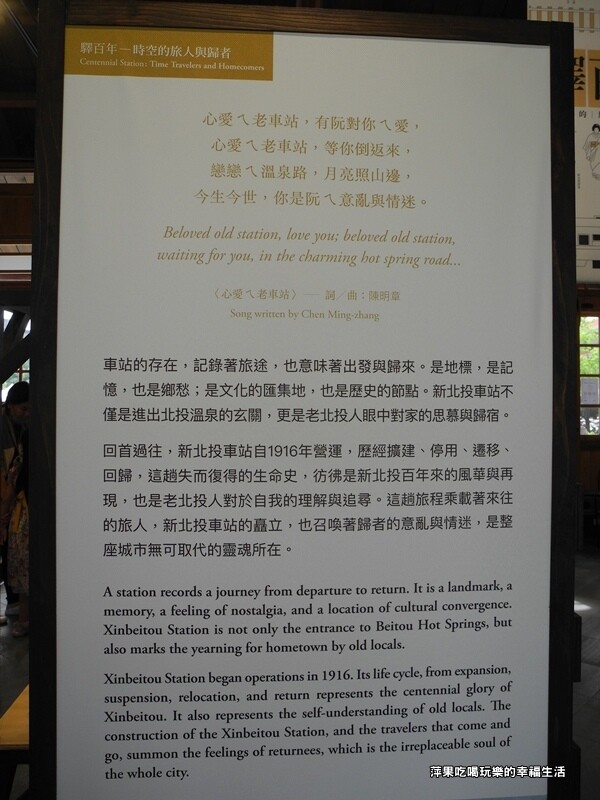 驛百年－時空的旅人與歸者
Centennial Station: Time Travelers and Homecomers
心愛ㄟ老車站，有阮對你ㄟ愛，
心愛ㄟ老車站，等你倒返來，
戀戀ㄟ溫泉路，月亮照山邊，
今生今世，你是阮ㄟ意亂與情迷。
Beloved old station, love you; beloved old station,
waiting for you, in the charming hot spring road...
〈心愛ㄟ老車站〉── 詞／曲：陳明章
Song written by Chen Ming-zhang
車站的存在，記錄著旅途，也意味著出發與歸來。是地標，是記
憶，也是鄉愁；是文化的匯集地，也是歷史的節點。新北投車站不
僅是進出北投溫泉的玄關，更是老北投人眼中對家的思慕與歸宿。
回首過往，新北投車站自1916年營運，歷經擴建、停用、遷移、
回歸，這趟失而復得的生命史，彷彿是新北投百年來的風華與再
現，也是老北投人對於自我的理解與追尋。這趟旅程乘載著來往
的旅人，新北投車站的矗立，也召喚著歸者的意亂與情迷，是整
座城市無可取代的靈魂所在。
A station records a journey from departure to return. It is a landmark, a
memory, a feeling of nostalgia, and a location of cultural convergence.
Xinbeitou Station is not only the entrance to Beitou Hot Springs, but
also marks the yearning for hometown by old locals.
Xinbeitou Station began operations in 1916. Its life cycle, from expansion,
suspension, relocation, and return represents the centennial glory of
Xinbeitou. It also represents the self-understanding of old locals. The
construction of the Xinbeitou Station, and the travelers that come and
go, summon the feelings of returnees, which is the irreplaceable soul of
the whole city.
萍果吃喝玩樂的幸福生活